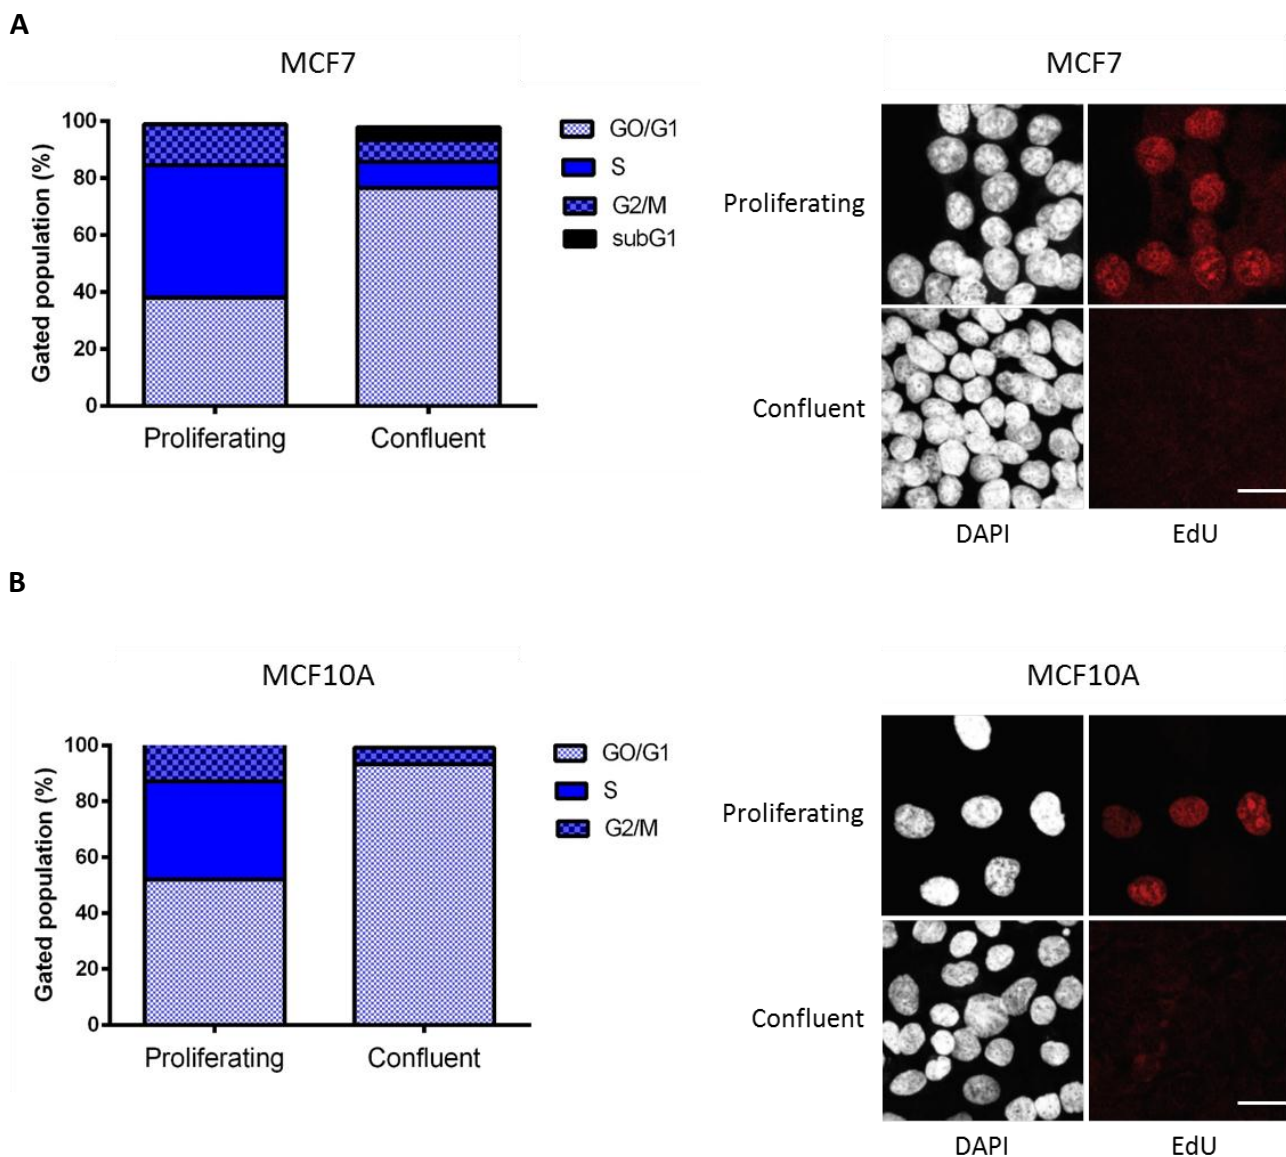 A
MCF7
Gated population (%)
100
80
60
40
20
0
Proliferating
Confluent
GO/G1
S
G2/M
subG1
MCF7
Proliferating
Confluent
DAPI
EdU
B
MCF10A
Gated population (%)
100
80
60
40
20
0
Proliferating
Confluent
GO/G1
S
G2/M
MCF10A
Proliferating
Confluent
DAPI
EdU